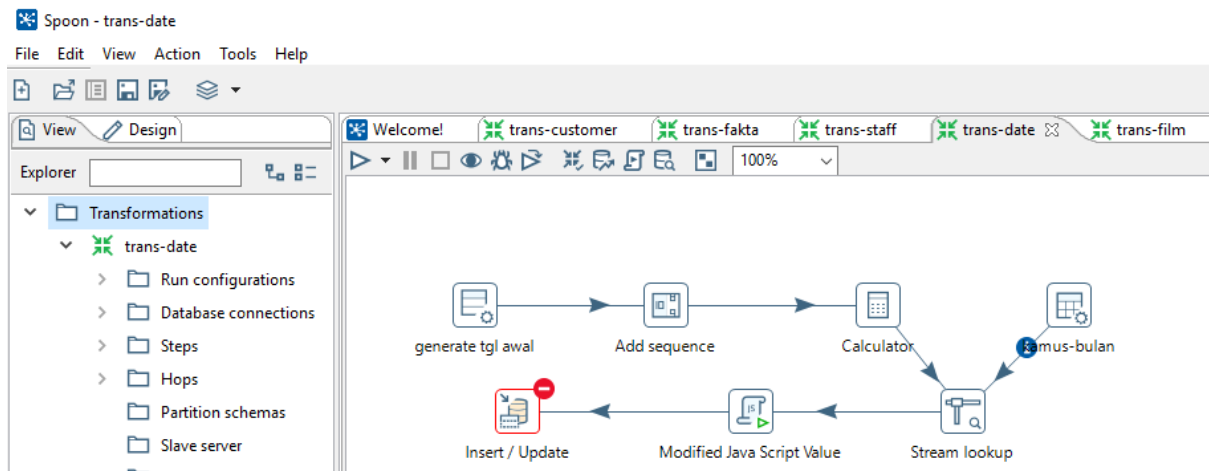 Spoon - trans-date
File Edit View Action Tools Help
View Design
Welcome! trans-customer trans-fakta trans-staff trans-date trans-film
Explorer
100%
Transformations
trans-date
Run configurations
Database connections
Steps
Hops
Partition schemas
Slave server
generate tgl awal Add sequence Calculator kamus-bulan
Insert / Update Modified Java Script Value Stream lookup